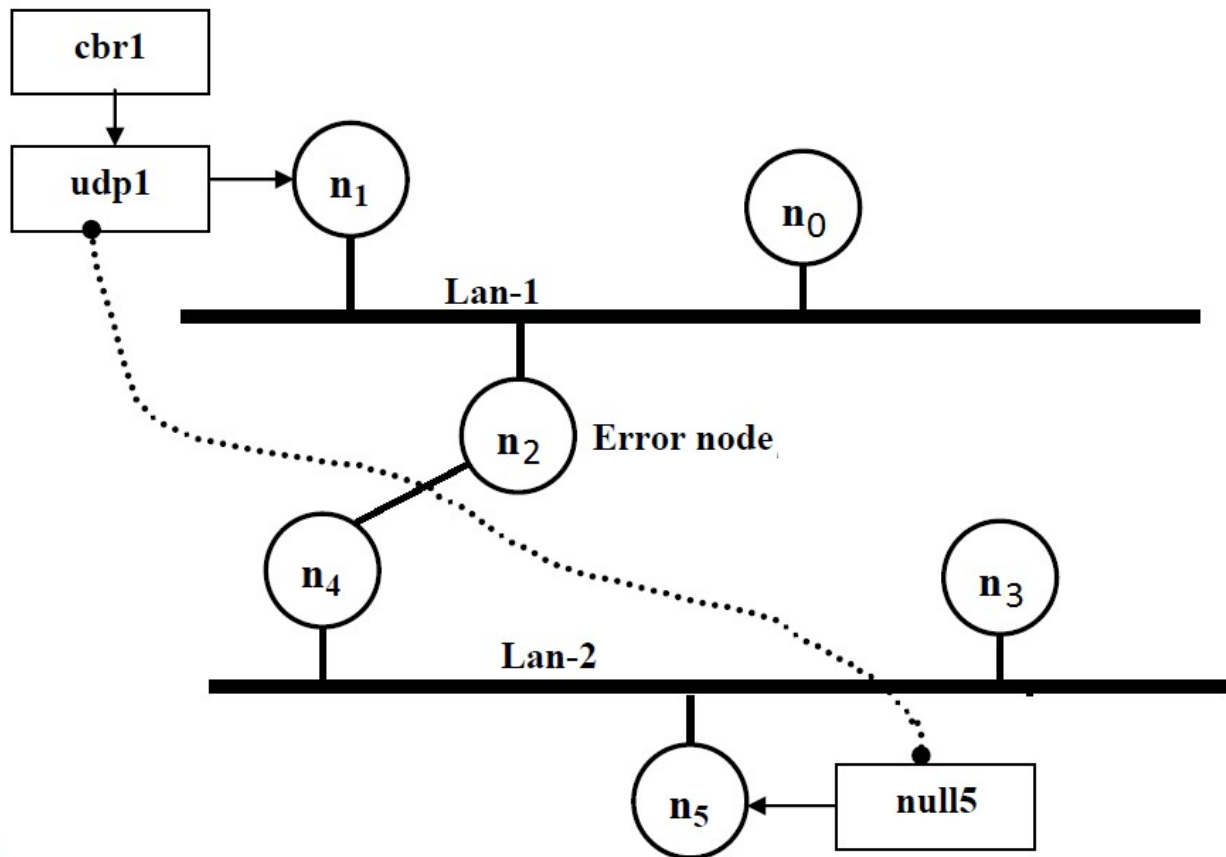 cbr1
udp1
n₁
n₀
Lan-1
n₂
Error node
n₄
n₃
Lan-2
n₅
null5